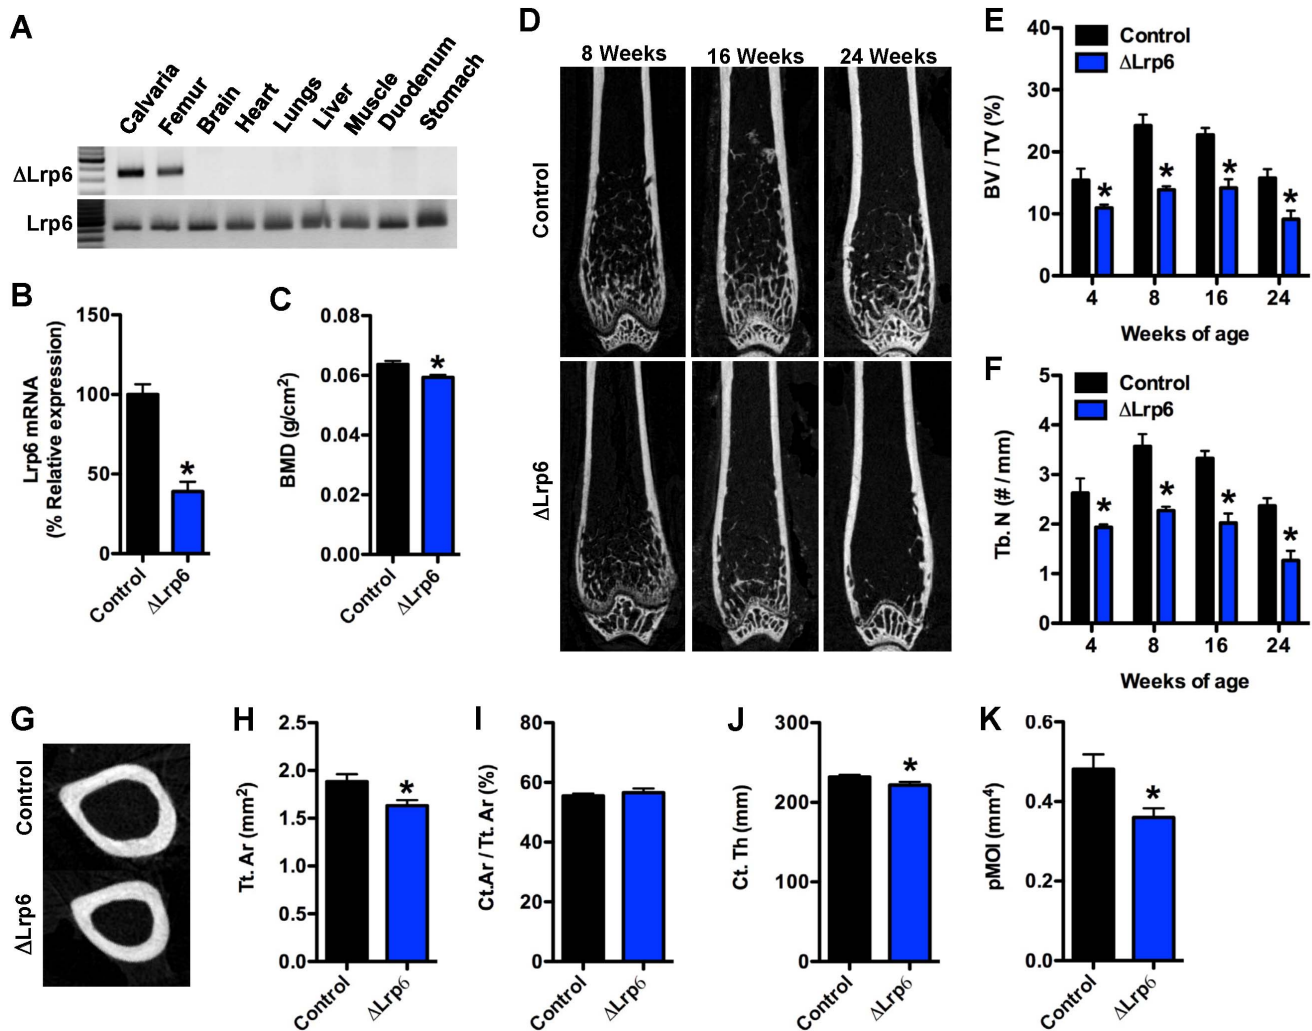 A
Calvaria
Femur
Brain
Heart
Lungs
Liver
Muscle
Duodenum
Stomach
ΔLrp6
Lrp6
B
Lrp6 mRNA
(% Relative expression)
150
100
50
0
Control
ΔLrp6
*
C
BMD (g/cm²)
0.08
0.06
0.04
0.02
0.00
Control
ΔLrp6
*
D
8 Weeks
16 Weeks
24 Weeks
Control
ΔLrp6
E
BV / TV (%)
40
30
20
10
0
Control
ΔLrp6
* * * *
4 8 16 24
Weeks of age
F
Tb. N (# / mm)
5
4
3
2
1
0
Control
ΔLrp6
* * * *
4 8 16 24
Weeks of age
G
Control
ΔLrp6
H
Tt. Ar (mm²)
2.5
2.0
1.5
1.0
0.5
0.0
Control
ΔLrp6
*
I
Ct.Ar / Tt. Ar (%)
80
60
40
20
0
Control
ΔLrp6
J
Ct. Th (mm)
300
200
100
0
Control
ΔLrp6
*
K
pMOI (mm⁴)
0.6
0.4
0.2
0.0
Control
ΔLrp6
*